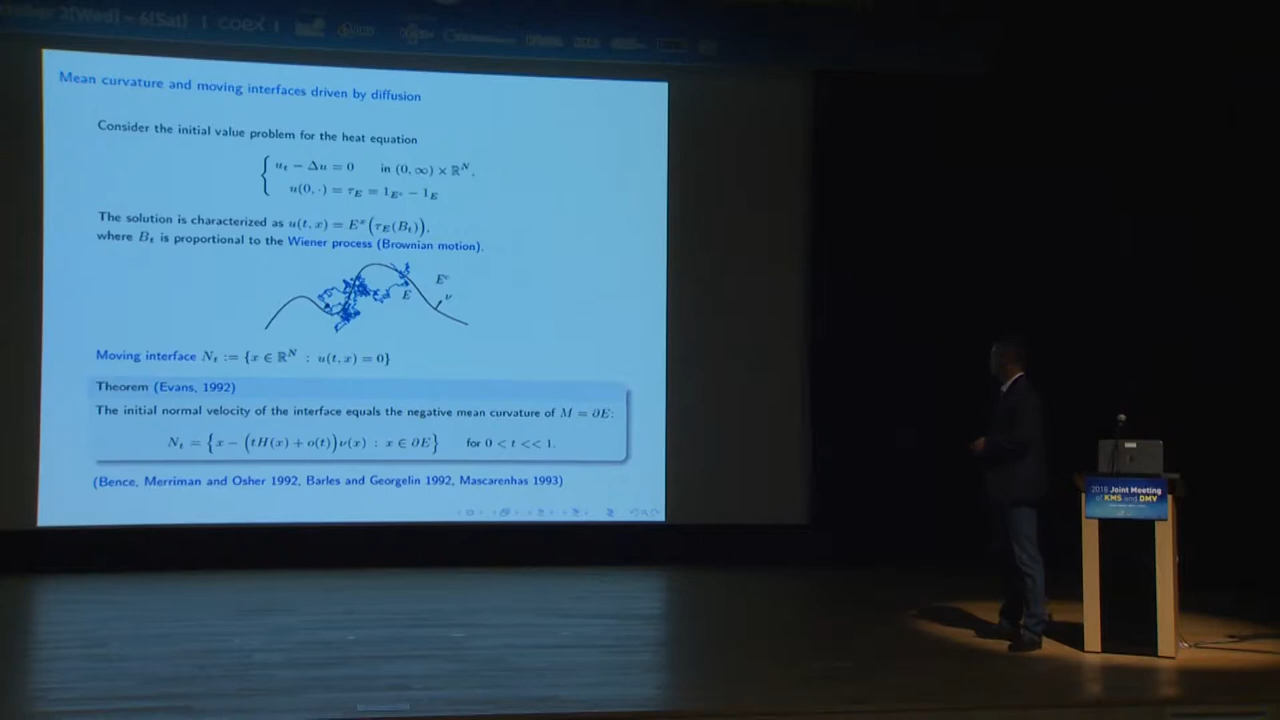 3(Wed) - 6(Sat) | coex |
Mean curvature and moving interfaces driven by diffusion
Consider the initial value problem for the heat equation
u_t − Δu = 0 in (0, ∞) × ℝ^N,
u(0, ·) = τ_E = 1_{E^c} − 1_E
The solution is characterized as u(t, x) = E^x(τ_E(B_t)),
where B_t is proportional to the Wiener process (Brownian motion).
E^c
E
ν
Moving interface N_t := {x ∈ ℝ^N : u(t, x) = 0}
Theorem (Evans, 1992)
The initial normal velocity of the interface equals the negative mean curvature of M = ∂E:
N_t = {x − (tH(x) + o(t))ν(x) : x ∈ ∂E} for 0 < t << 1.
(Bence, Merriman and Osher 1992, Barles and Georgelin 1992, Mascarenhas 1993)
2018 Joint Meeting
of KMS and DMV